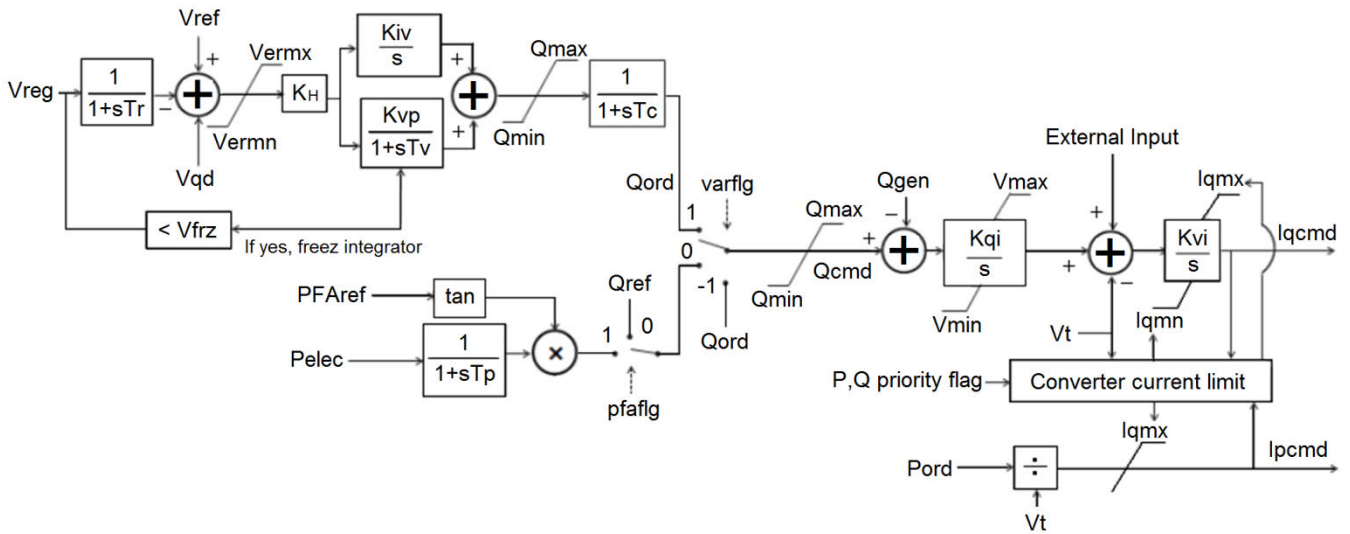 Vref
Vreg
1
1+sTr
+
−
Vqd
Vermx
Vermn
KH
Kiv
s
Kvp
1+sTv
+
+
Qmax
Qmin
1
1+sTc
< Vfrz
If yes, freez integrator
Qord
varflg
1
0
-1
Qord
PFAref
tan
Pelec
1
1+sTp
×
1
Qref
0
pfaflg
Qmax
Qmin
Qcmd
Qgen
−
+
Vmax
Kqi
s
Vmin
External Input
+
+
−
Vt
Iqmx
Kvi
s
Iqmn
Iqcmd
P,Q priority flag
Converter current limit
Iqmx
Pord
÷
Vt
Ipcmd